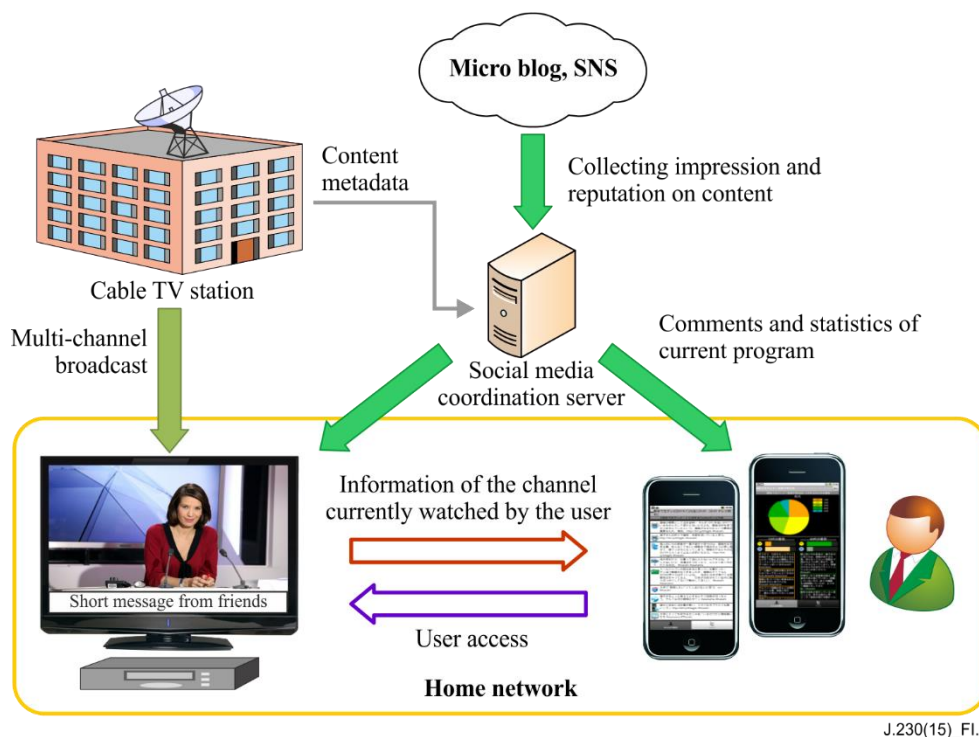 Micro blog, SNS
Content
metadata
Collecting impression and
reputation on content
Cable TV station
Multi-channel
broadcast
Comments and statistics of
current program
Social media
coordination server
Information of the channel
currently watched by the user
Short message from friends
User access
Home network
J.230(15)_FI.